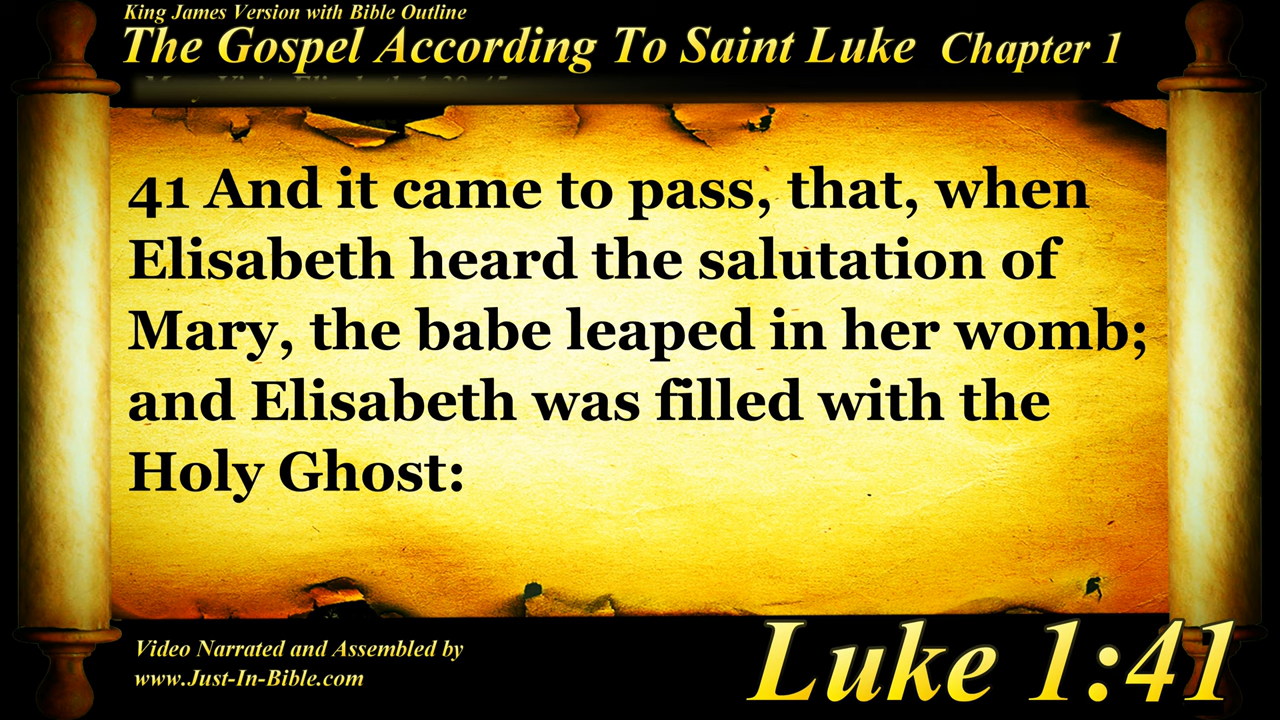 King James Version with Bible Outline
The Gospel According To Saint Luke Chapter 1
41 And it came to pass, that, when
Elisabeth heard the salutation of
Mary, the babe leaped in her womb;
and Elisabeth was filled with the
Holy Ghost:
Video Narrated and Assembled by
www.Just-In-Bible.com
Luke 1:41